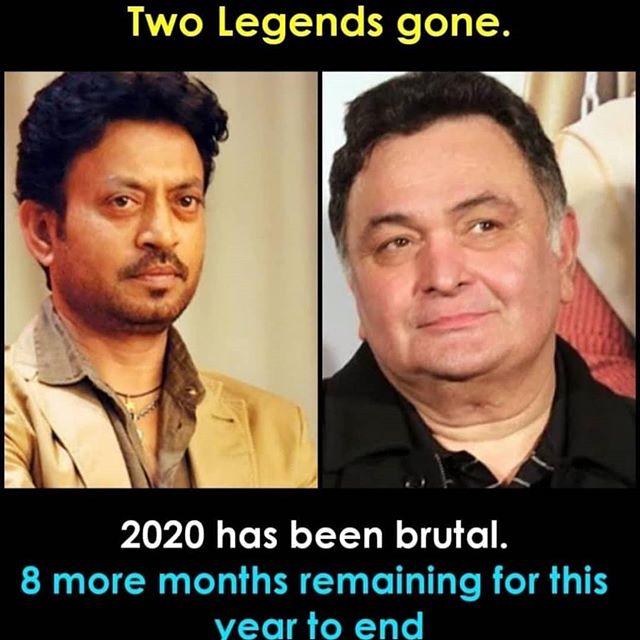 Two Legends gone.
2020 has been brutal.
8 more months remaining for this
year to end